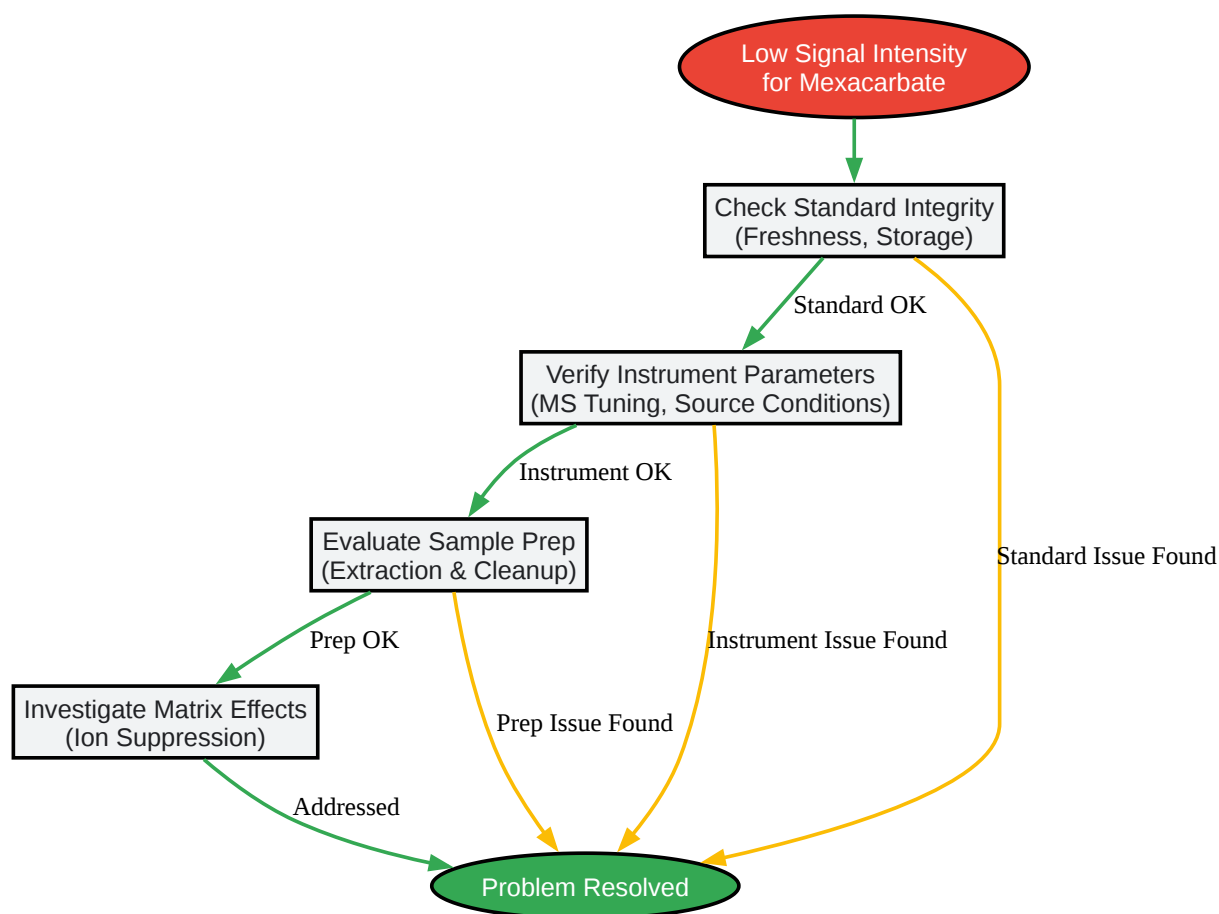 Low Signal Intensity
for Mexacarbate
Check Standard Integrity
(Freshness, Storage)
Standard OK
Verify Instrument Parameters
(MS Tuning, Source Conditions)
Instrument OK
Evaluate Sample Prep
(Extraction & Cleanup)
Standard Issue Found
Prep OK
Instrument Issue Found
Investigate Matrix Effects
(Ion Suppression)
Prep Issue Found
Addressed
Problem Resolved